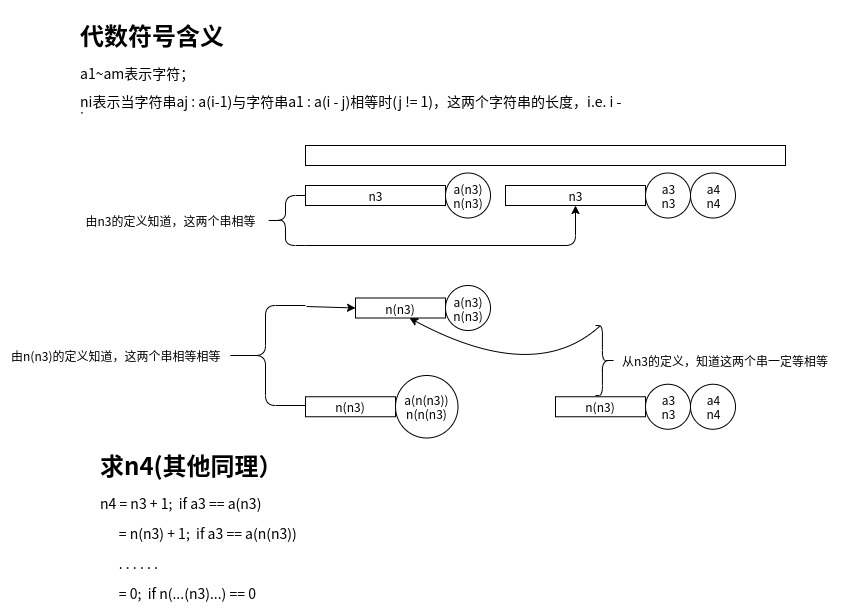 代数符号含义
a1~am表示字符；
ni表示当字符串aj : a(i-1)与字符串a1 : a(i - j)相等时(j != 1)，这两个字符串的长度，i.e. i -
n3
a(n3)
n(n3)
n3
a3
n3
a4
n4
由n3的定义知道，这两个串相等
n(n3)
a(n3)
n(n3)
由n(n3)的定义知道，这两个串相等相等
从n3的定义，知道这两个串一定等相等
n(n3)
a(n(n3))
n(n(n3)
n(n3)
a3
n3
a4
n4
求n4(其他同理）
n4 = n3 + 1; if a3 == a(n3)
= n(n3) + 1; if a3 == a(n(n3))
. . . . . .
= 0; if n(...(n3)...) == 0